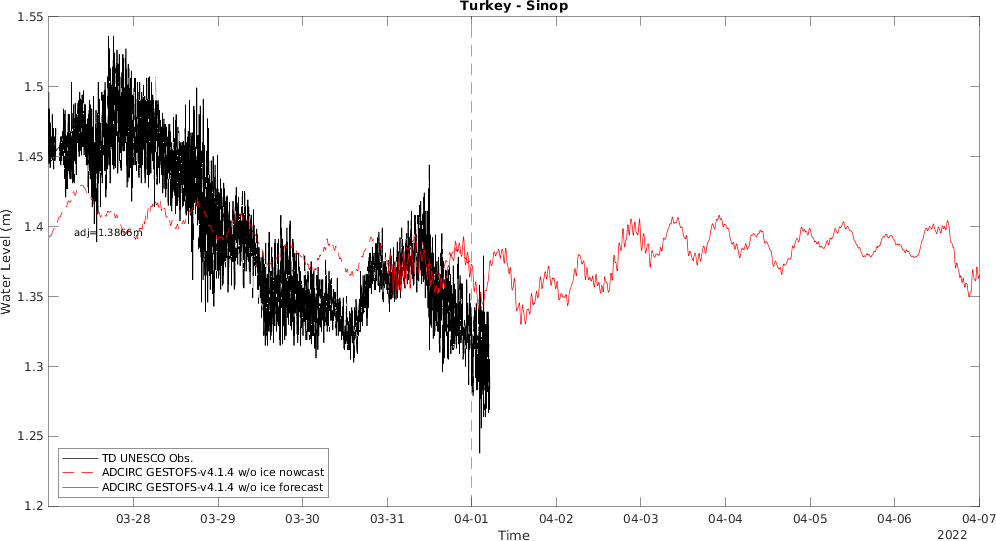 Turkey - Sinop
1.55
1.5
1.45
1.4
1.35
1.3
1.25
1.2
Water Level (m)
adj=1.3866m
TD UNESCO Obs.
ADCIRC GESTOFS-v4.1.4 w/o ice nowcast
ADCIRC GESTOFS-v4.1.4 w/o ice forecast
03-28 03-29 03-30 03-31 04-01 04-02 04-03 04-04 04-05 04-06 04-07
Time
2022